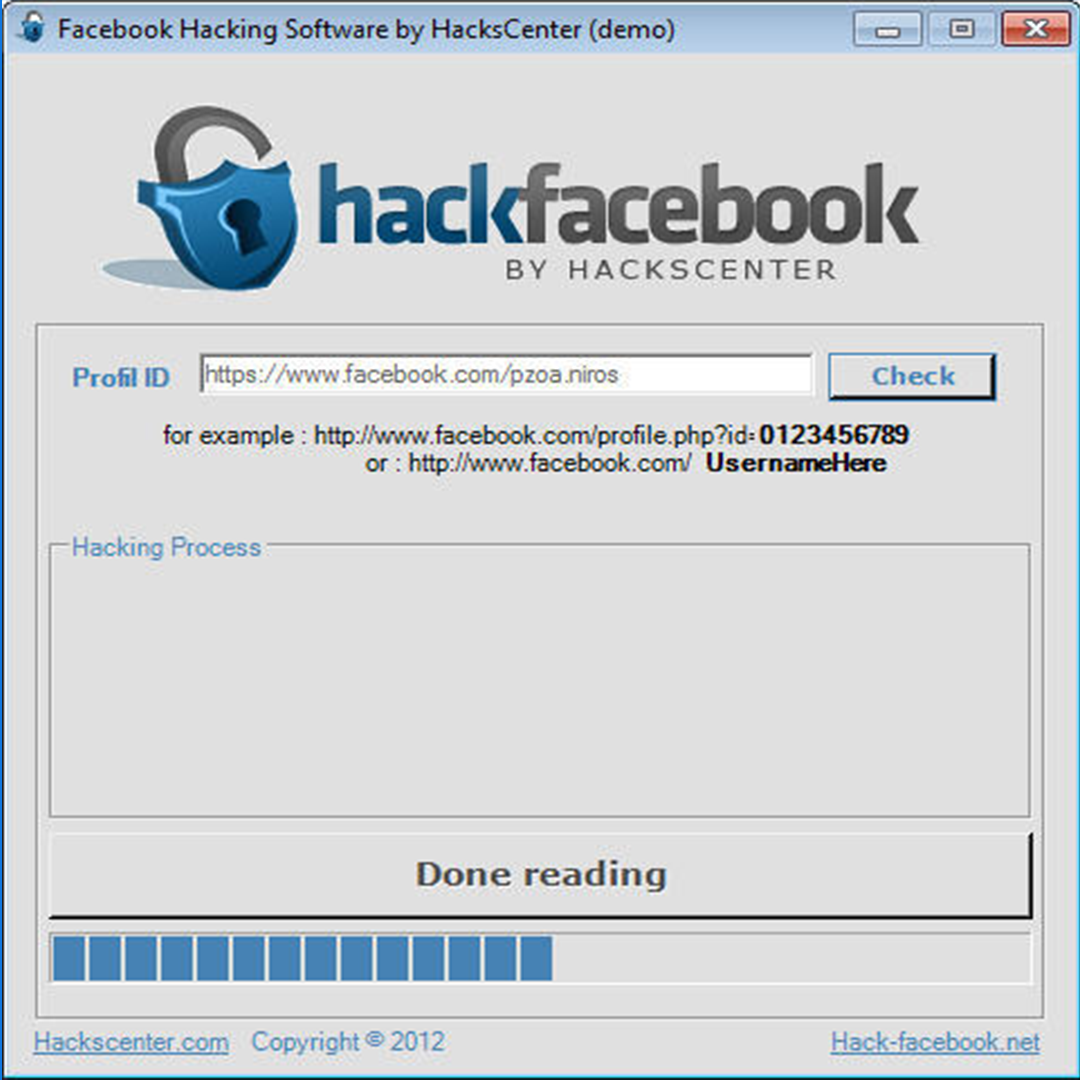 Facebook Hacking Software by HacksCenter (demo)
hackfacebook
BY HACKSCENTER
Profil ID https://www.facebook.com/pzoa.niros Check
for example : http://www.facebook.com/profile.php?id=0123456789
or : http://www.facebook.com/ UsernameHere
Hacking Process
Done reading
Hackscenter.com Copyright © 2012 Hack-facebook.net